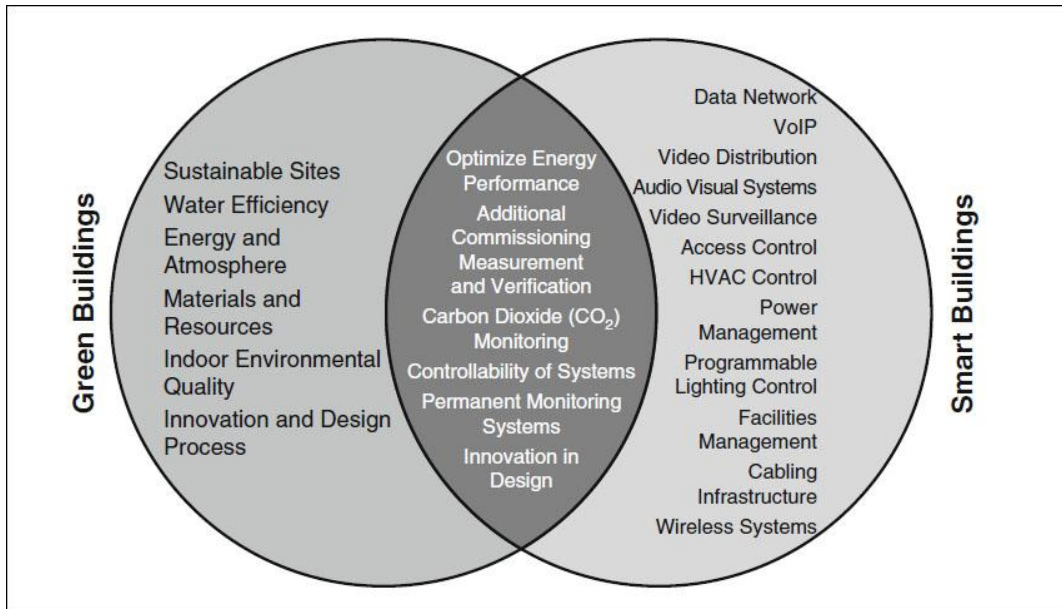 Green Buildings
Sustainable Sites
Water Efficiency
Energy and
Atmosphere
Materials and
Resources
Indoor Environmental
Quality
Innovation and Design
Process
Optimize Energy
Performance
Additional
Commissioning
Measurement
and Verification
Carbon Dioxide (CO₂)
Monitoring
Controllability of Systems
Permanent Monitoring
Systems
Innovation in
Design
Data Network
VoIP
Video Distribution
Audio Visual Systems
Video Surveillance
Access Control
HVAC Control
Power
Management
Programmable
Lighting Control
Facilities
Management
Cabling
Infrastructure
Wireless Systems
Smart Buildings